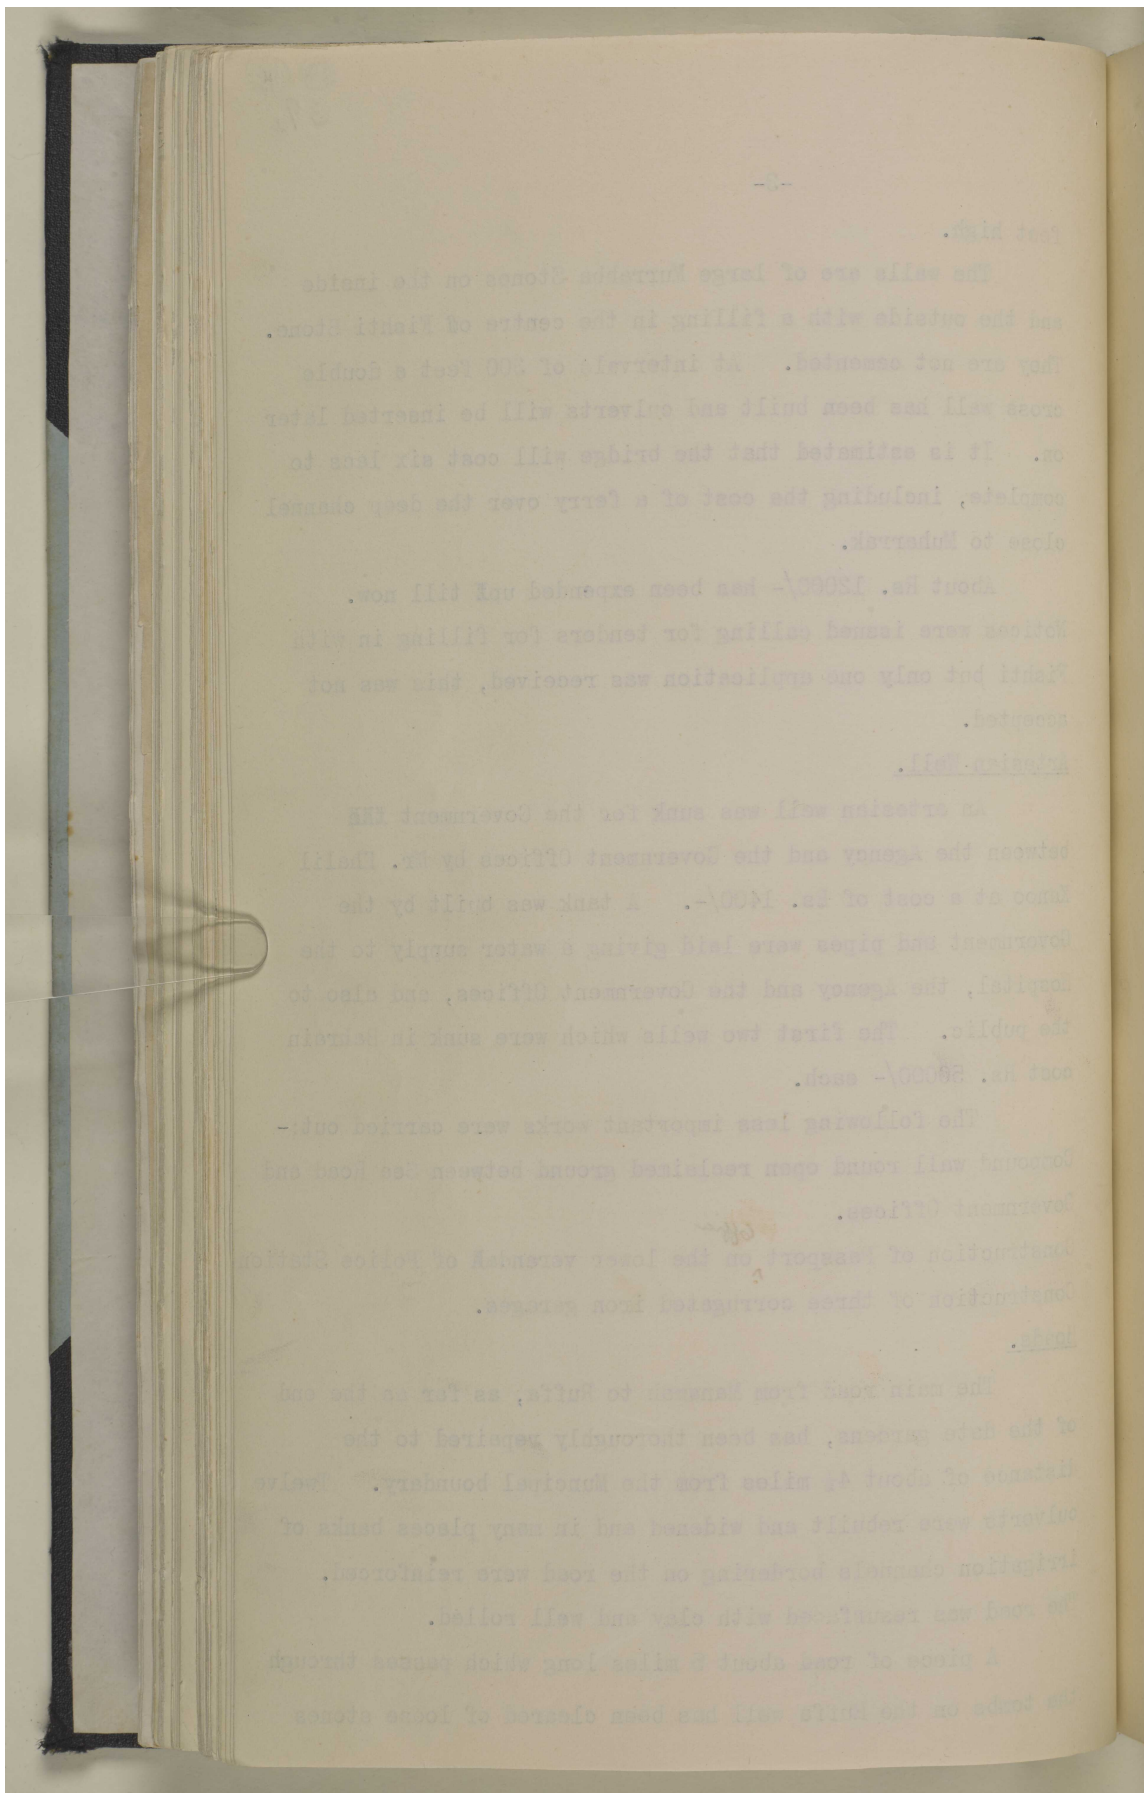 -8-
feet high.
The walls are of large Murrabba Stones on the inside
and the outside with a filling in the centre of Fishti Stone.
They are not cemented. At intervals of 200 feet a double
cross wall has been built and culverts will be inserted later
on. It is estimated that the bridge will cost six lacs to
complete, including the cost of a ferry over the deep channel
close to Muharrak.
About Rs. 12000/- has been expended till now.
Notices were issued calling for tenders for filling in with
Fishti but only one application was received, this was not
accepted.
Artesian Well.
An artesian well was sunk for the Government
between the Agency and the Government Offices by Mr. Khalil
at a cost of Rs. 1400/-. A tank was built by the
Government and pipes were laid giving a water supply to the
Hospital, the Agency and the Government Offices, and also to
the public. The first two wells which were sunk in Bahrain
cost Rs. each.
The following less important works were carried out:-
Compound wall round open reclaimed ground between Sea Road and
Government Offices.
Construction of Passport office on the lower verandah of Police Station
Construction of three corrugated iron garages.
Roads.
The main road from Manamah to Ruffa, as far as the end
of the date gardens, has been thoroughly repaired to the
distance of about miles from the Muncipal boundary. Twelve
culverts were rebuilt and widened and in many places banks of
irrigation channels bordering on the road were reinforced.
The road was resurfaced with clay and well rolled.
A piece of road about miles long which passes through
the tombs on the Ruffa wall has been cleared of loose stones